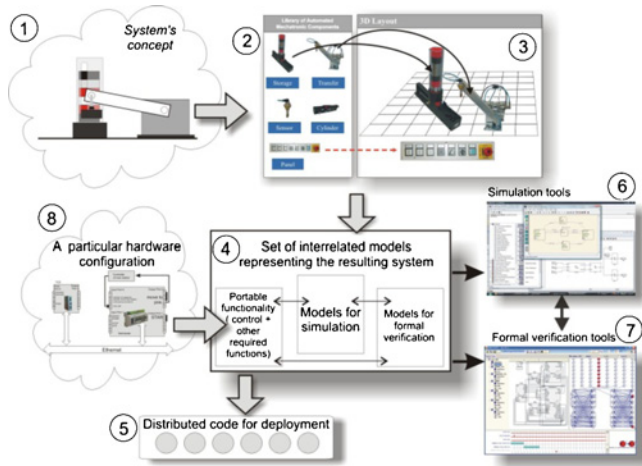 1
System's
concept
2
Library of Automated
Mechatronic Components
Storage
Transfer
Sensor
Cylinder
Panel
3D Layout
3
8
A particular hardware
configuration
Ethernet
4
Set of interrelated models
representing the resulting system
Portable
functionality
( control +
other
required
functions)
Models for
simulation
Models for
formal
verification
6
Simulation tools
7
Formal verification tools
5
Distributed code for deployment